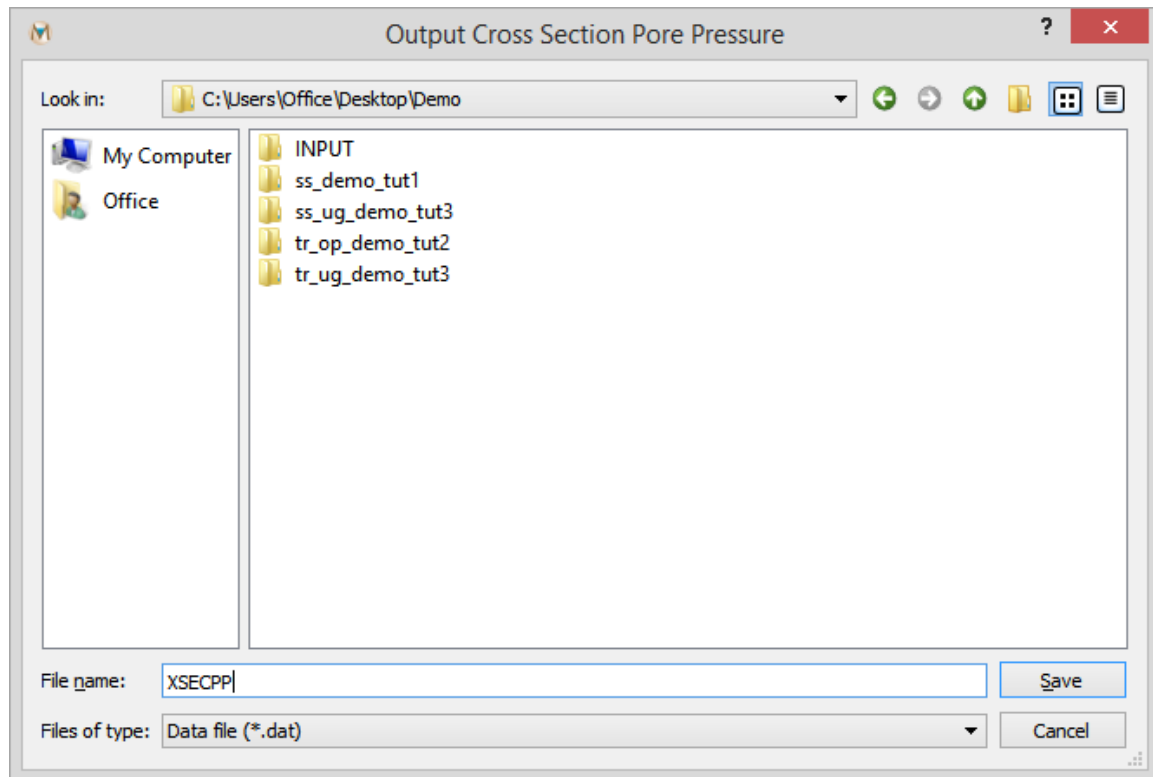 Output Cross Section Pore Pressure
?
Look in:
C:\Users\Office\Desktop\Demo
My Computer
Office
INPUT
ss_demo_tut1
ss_ug_demo_tut3
tr_op_demo_tut2
tr_ug_demo_tut3
File name:
XSECPP
Save
Files of type:
Data file (*.dat)
Cancel